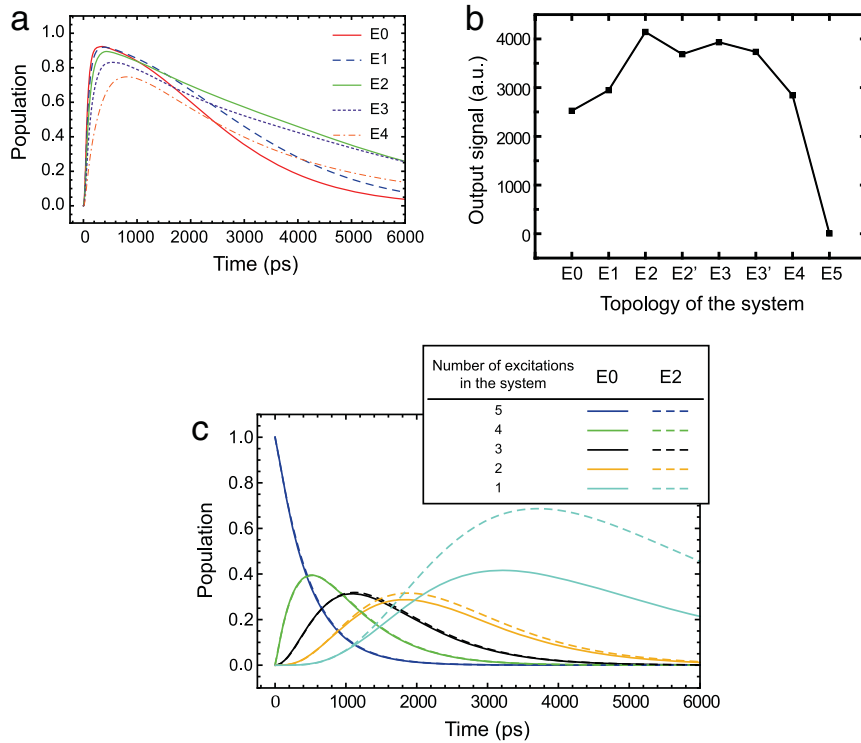 a
1.0
0.8
0.6
0.4
0.2
0.0
Population
0 1000 2000 3000 4000 5000 6000
Time (ps)
E0
E1
E2
E3
E4
b
4000
3000
2000
1000
0
Output signal (a.u.)
E0 E1 E2 E2' E3 E3' E4 E5
Topology of the system
Number of excitations
in the system
E0 E2
5
4
3
2
1
c
1.0
0.8
0.6
0.4
0.2
0.0
Population
0 1000 2000 3000 4000 5000 6000
Time (ps)